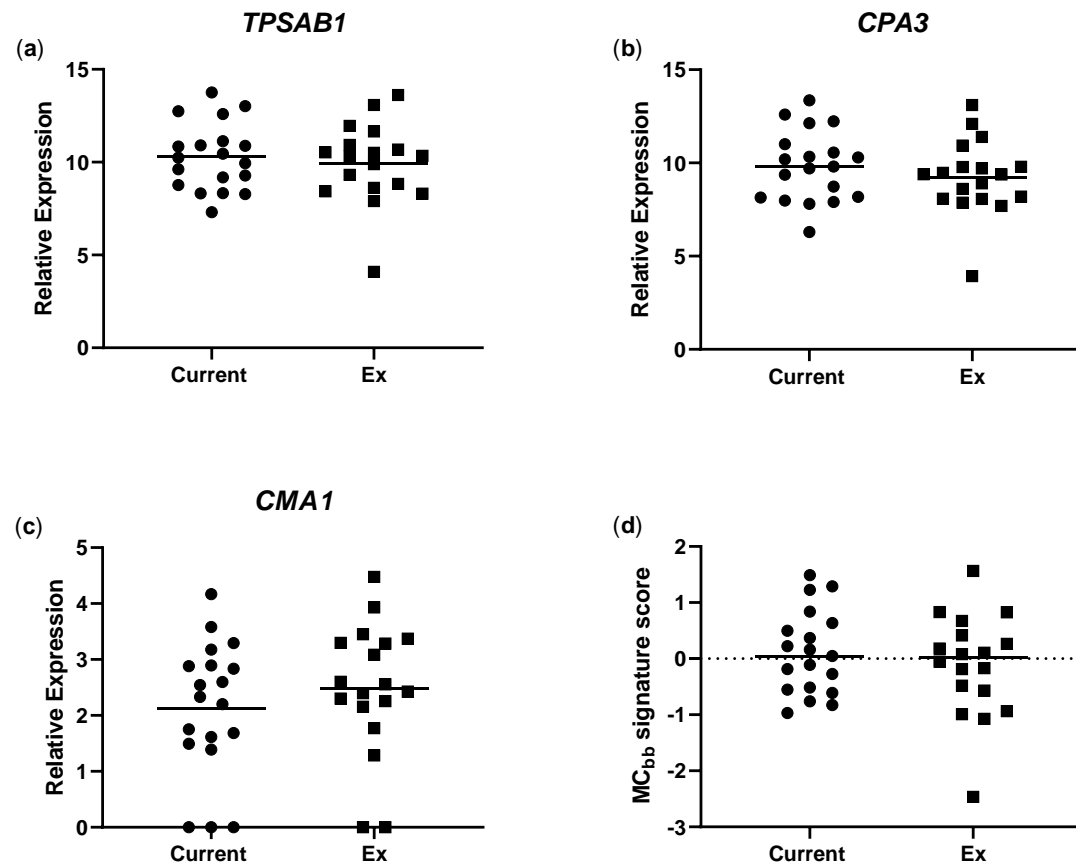 TPSAB1
(a)
Relative Expression
15
10
5
0
Current Ex
CPA3
(b)
Relative Expression
15
10
5
0
Current Ex
CMA1
(c)
Relative Expression
5
4
3
2
1
0
Current Ex
(d)
MCbb signature score
2
1
0
-1
-2
-3
Current Ex